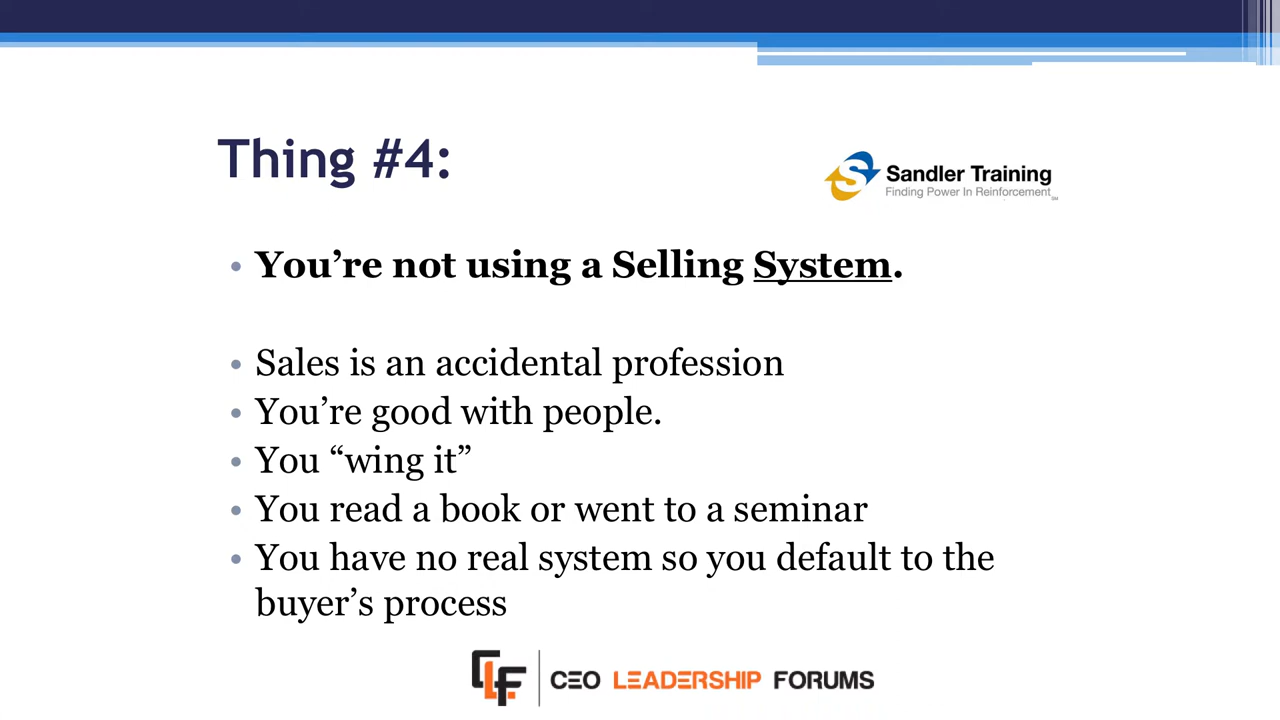 Thing #4:
Sandler Training
Finding Power In Reinforcement
SM
• You’re not using a Selling System.
• Sales is an accidental profession
• You’re good with people.
• You “wing it”
• You read a book or went to a seminar
• You have no real system so you default to the
buyer’s process
CLF CEO LEADERSHIP FORUMS